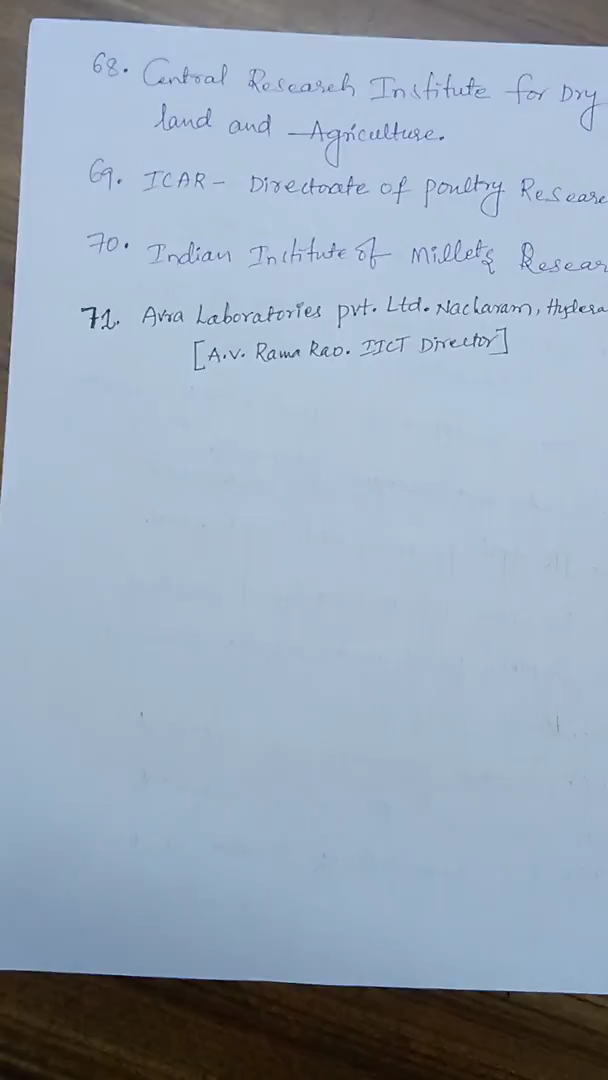 68. Central Research Institute for Dry
land and Agriculture.
69. ICAR - Directorate of poultry Resear
70. Indian Institute of Millets Resear
71. Avra Laboratories pvt. Ltd. Nacharam, Hydera
[A.V. Rama Rao. IICT Director]